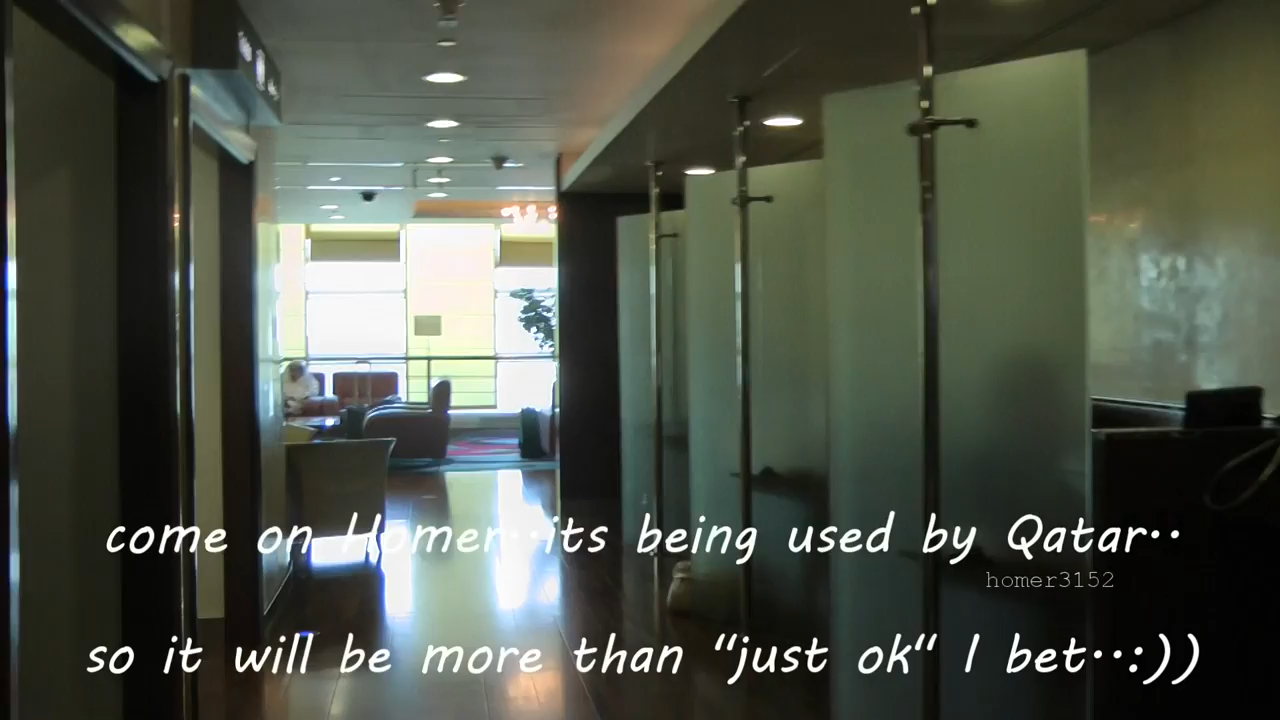 come on Homer··its being used by Qatar··
homer3152
so it will be more than “just ok“ I bet··:))